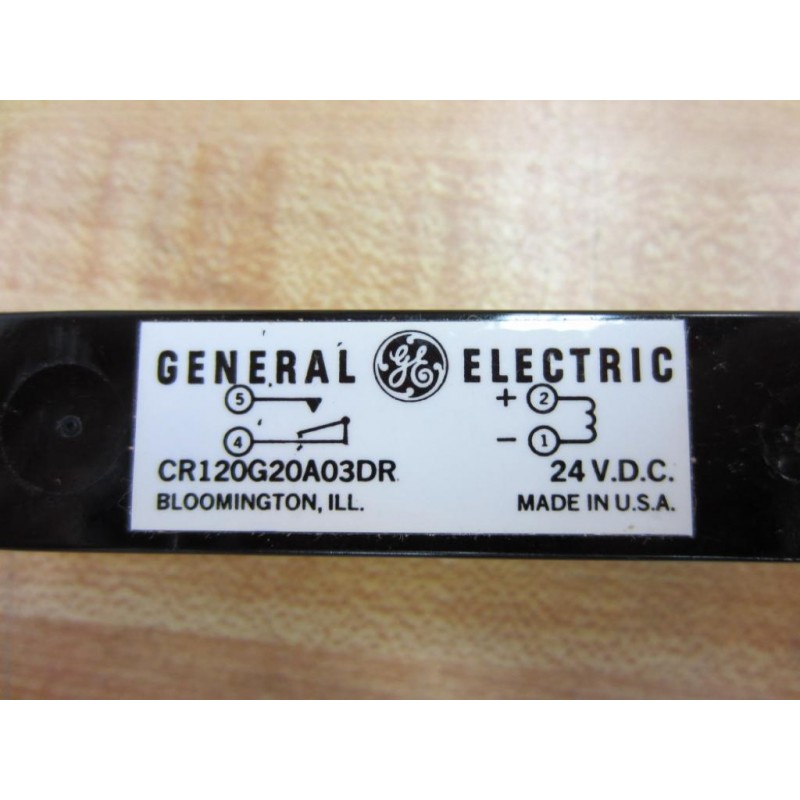 GENERAL GE ELECTRIC
5 + 2
4 - 1
CR120G20A03DR 24 V.D.C.
BLOOMINGTON, ILL. MADE IN U.S.A.